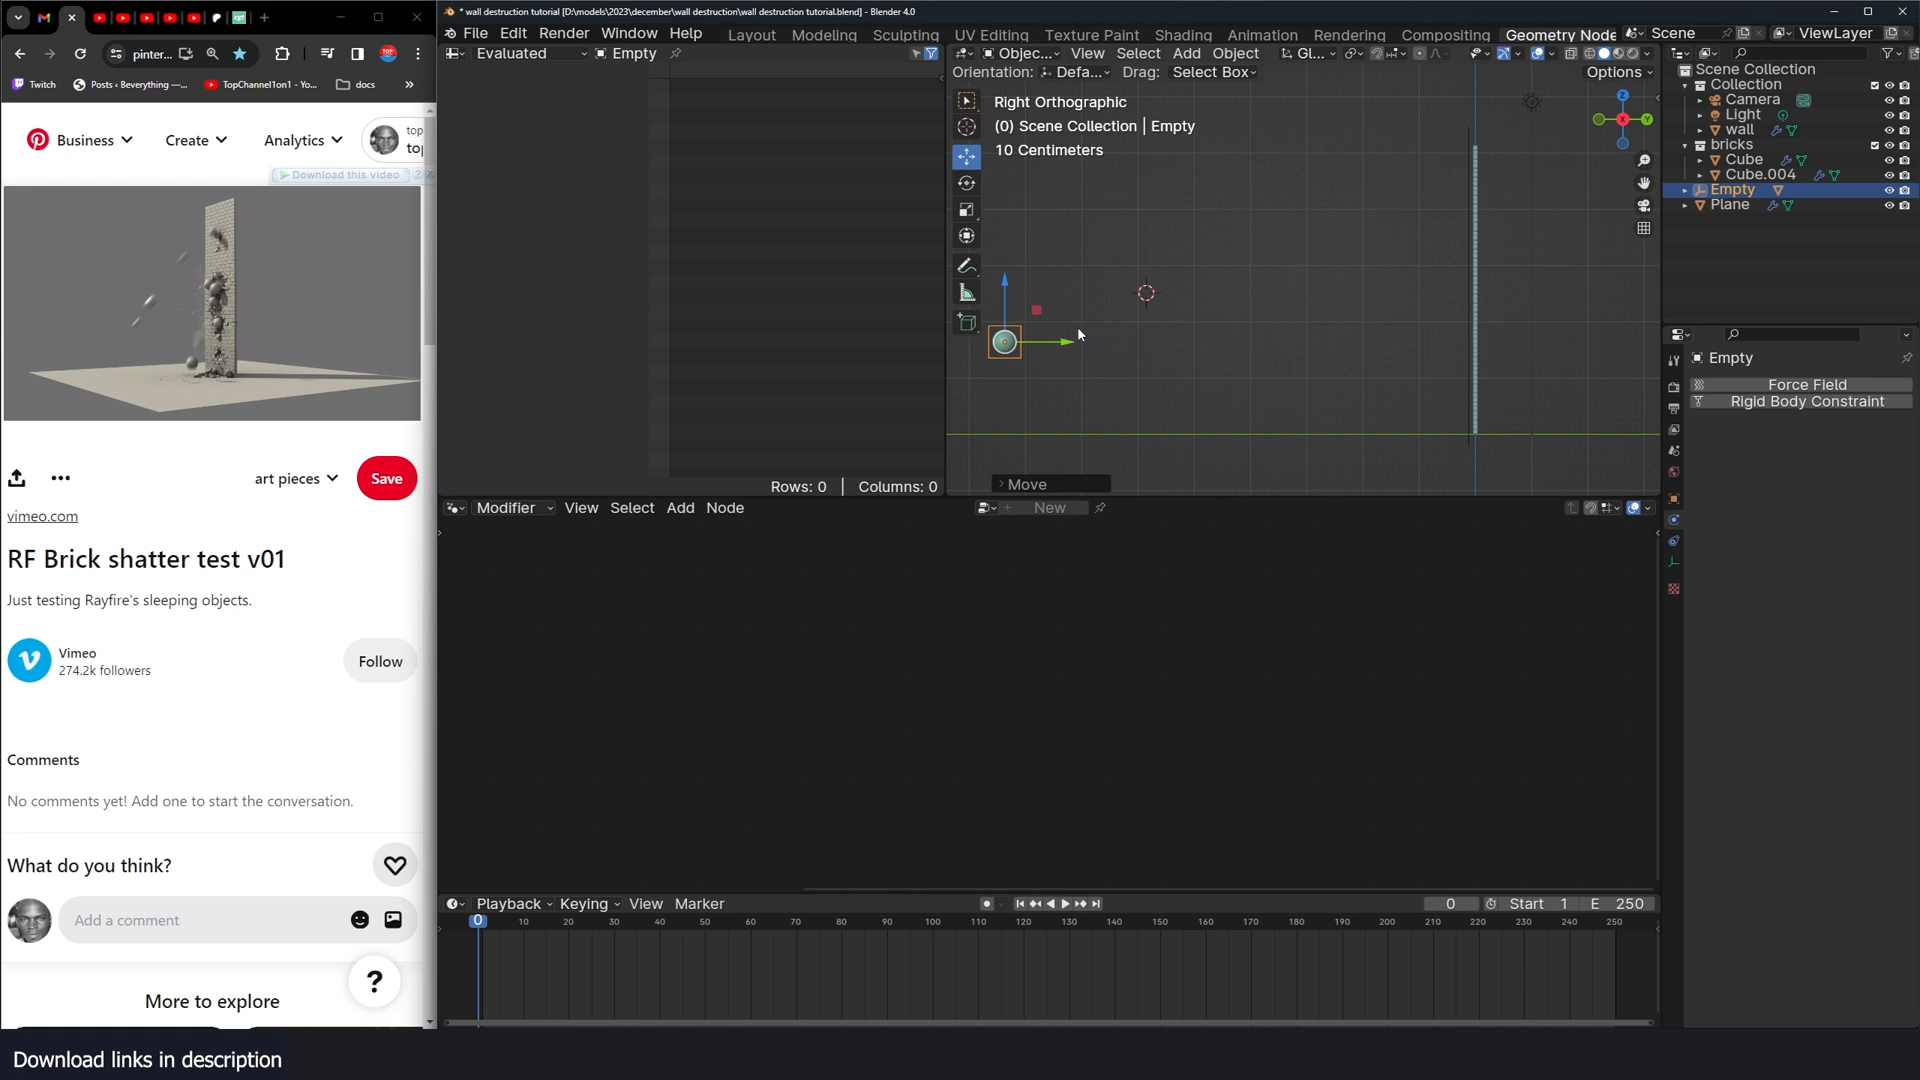 * wall destruction tutorial [D:\models\2023\december\wall destruction\wall destruction tutorial.blend] - Blender 4.0
File Edit Render Window Help Layout Modeling Sculpting UV Editing Texture Paint Shading Animation Rendering Compositing Geometry Node Scene ViewLayer
pinter...
Twitch Posts ‹ Beverything —... TopChannel1on1 - Yo... docs »
Business Create Analytics top
to
Download this video
art pieces Save
vimeo.com
RF Brick shatter test v01
Just testing Rayfire's sleeping objects.
Vimeo
274.2k followers
Follow
Comments
No comments yet! Add one to start the conversation.
What do you think?
Add a comment
?
More to explore
Evaluated Empty
Rows: 0 | Columns: 0
Objec... View Select Add Object Gl...
Orientation: Defa... Drag: Select Box Options
Right Orthographic
(0) Scene Collection | Empty
10 Centimeters
Z
Y
X
> Move
Scene Collection
Collection
Camera
Light
wall
bricks
Cube
Cube.004
Empty
Plane
Empty
Force Field
Rigid Body Constraint
Modifier View Select Add Node New
Playback Keying View Marker 0 Start 1 E 250
0 10 20 30 40 50 60 70 80 90 100 110 120 130 140 150 160 170 180 190 200 210 220 230 240 250
Download links in description